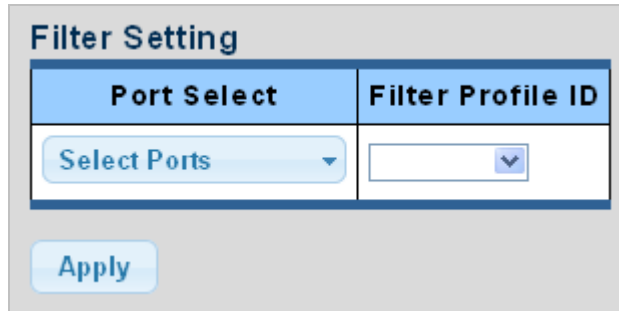 Filter Setting
Port Select Filter Profile ID
Select Ports
Apply